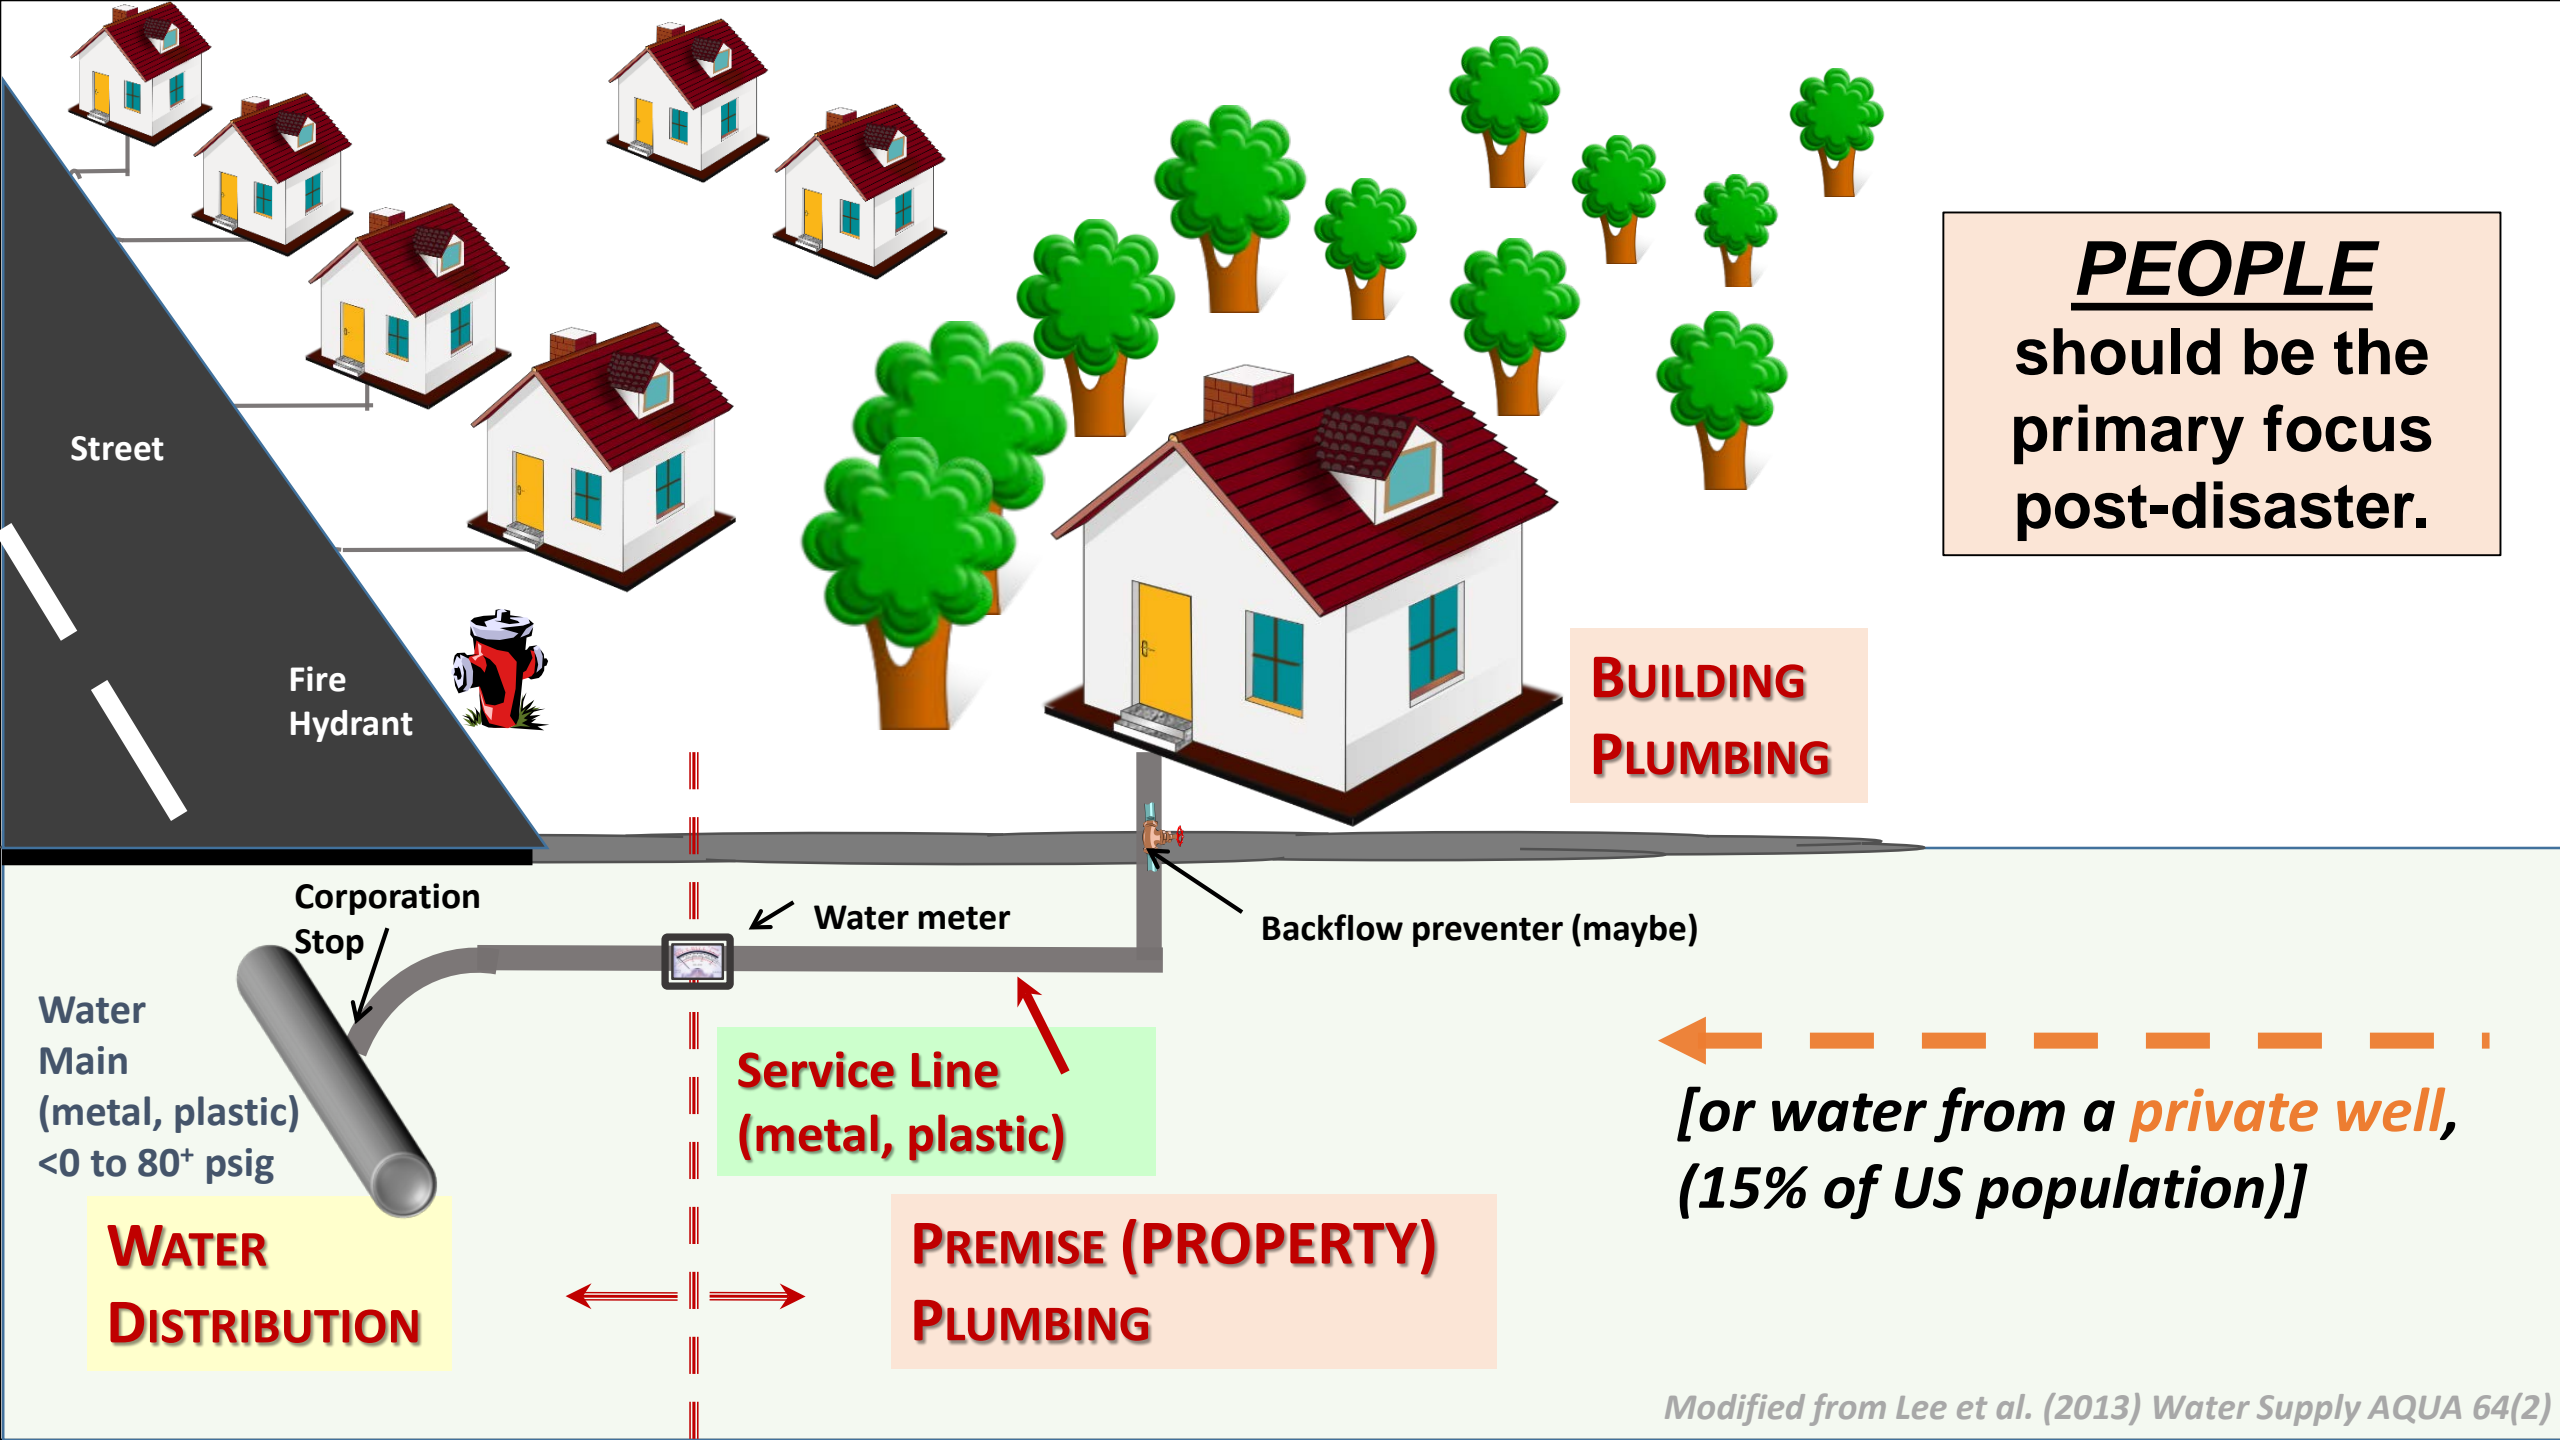 PEOPLE
should be the
primary focus
post-disaster.
Street
Fire
Hydrant
BUILDING
PLUMBING
Corporation
Stop
Water meter
Backflow preventer (maybe)
Water
Main
(metal, plastic)
<0 to 80⁺ psig
Service Line
(metal, plastic)
[or water from a private well,
(15% of US population)]
WATER
DISTRIBUTION
PREMISE (PROPERTY)
PLUMBING
Modified from Lee et al. (2013) Water Supply AQUA 64(2)